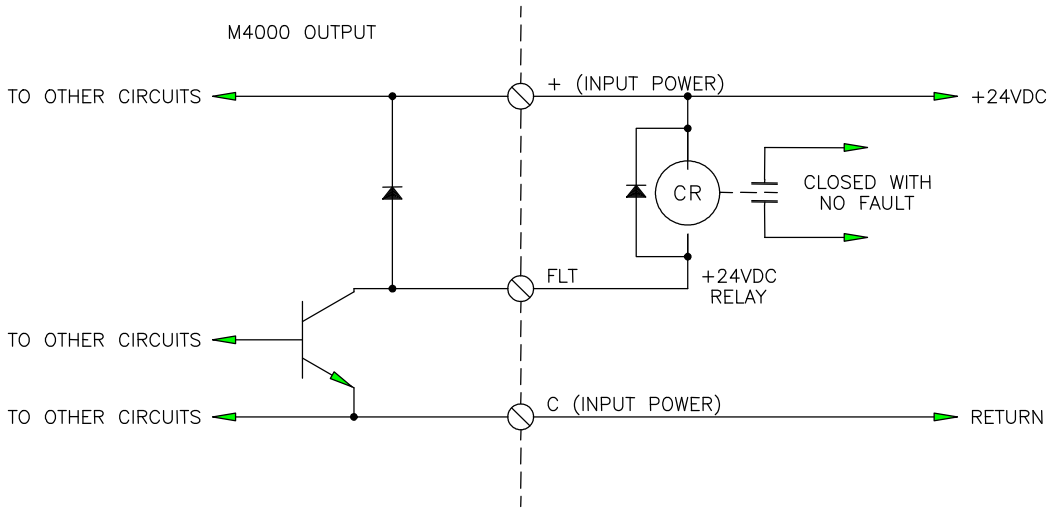 M4000 OUTPUT
TO OTHER CIRCUITS
+ (INPUT POWER)
+24VDC
CR
CLOSED WITH
NO FAULT
FLT
+24VDC
RELAY
TO OTHER CIRCUITS
TO OTHER CIRCUITS
C (INPUT POWER)
RETURN